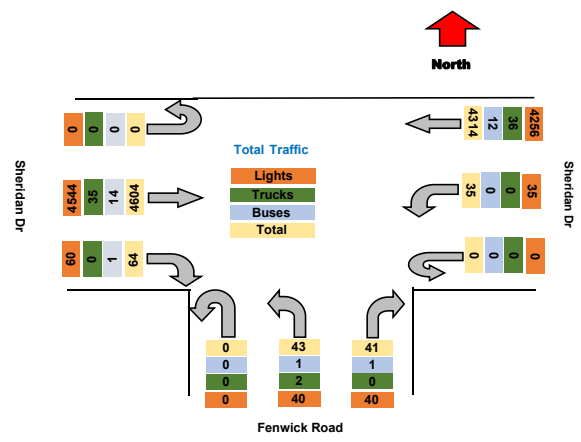 North
0 0 0 0
4314 12 36 4256
Total Traffic
Lights
Trucks
Buses
Total
Sheridan Dr
4544 35 14 4604
35 0 0 35
Sheridan Dr
60 0 1 64
0 0 0 0
0 43 41
0 1 1
0 2 0
0 40 40
Fenwick Road